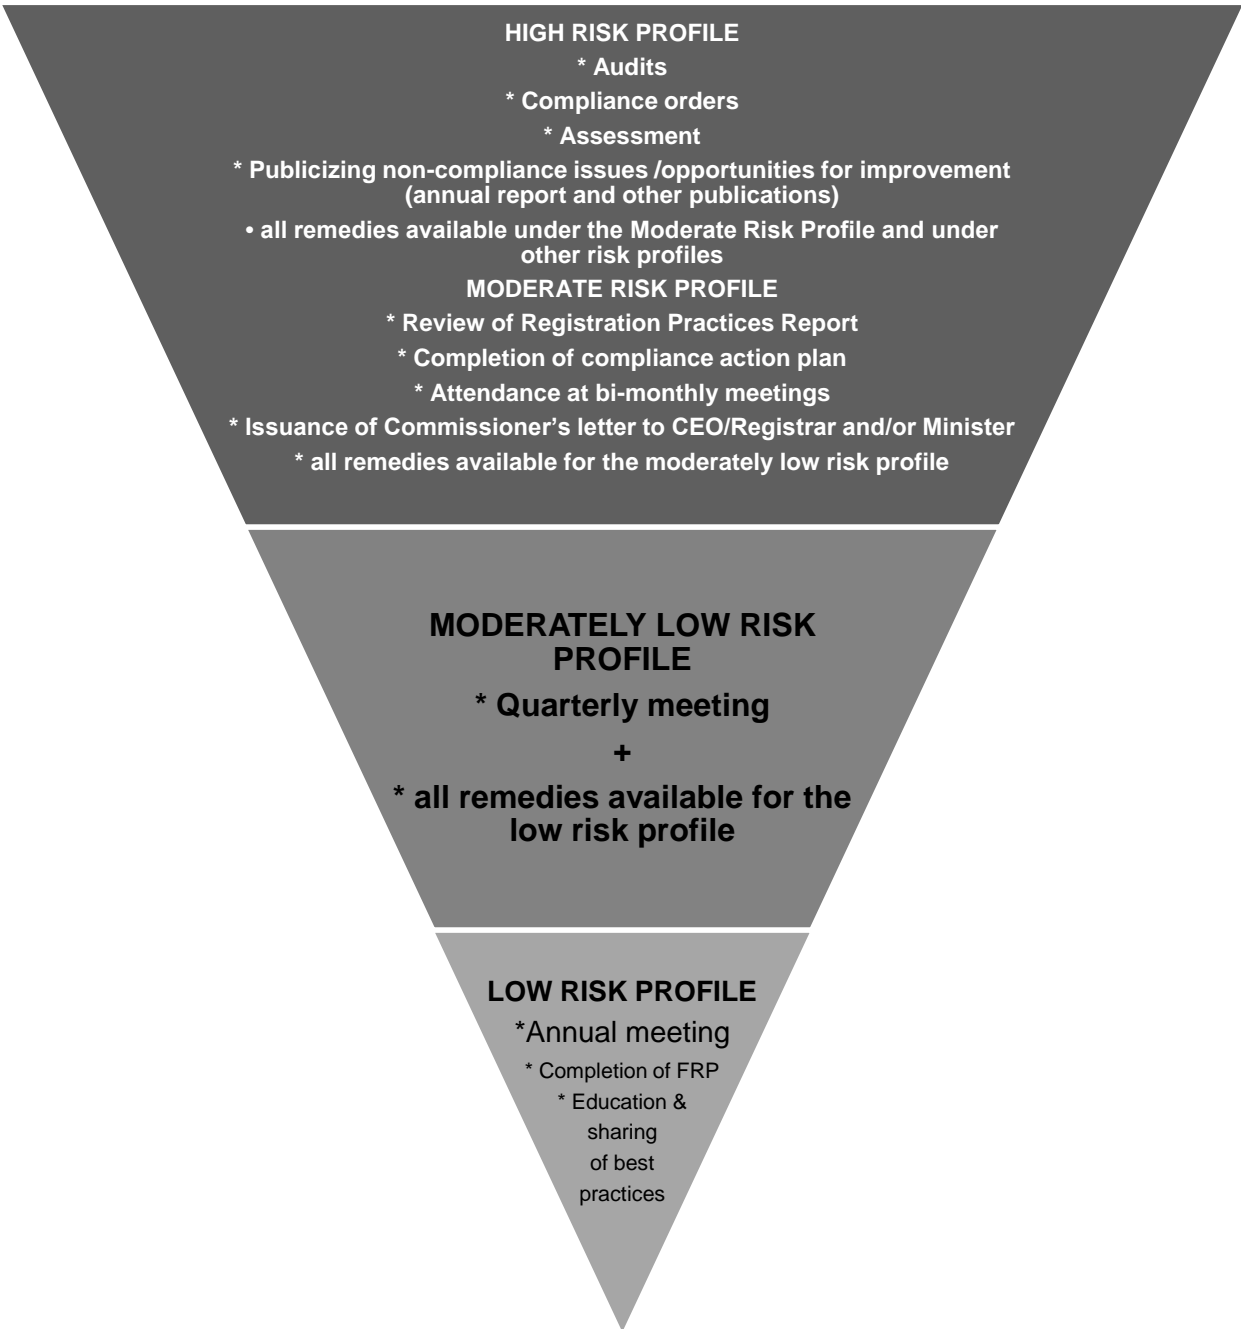 HIGH RISK PROFILE
* Audits
* Compliance orders
* Assessment
* Publicizing non-compliance issues /opportunities for improvement
(annual report and other publications)
• all remedies available under the Moderate Risk Profile and under
other risk profiles
MODERATE RISK PROFILE
* Review of Registration Practices Report
* Completion of compliance action plan
* Attendance at bi-monthly meetings
* Issuance of Commissioner’s letter to CEO/Registrar and/or Minister
* all remedies available for the moderately low risk profile
MODERATELY LOW RISK
PROFILE
* Quarterly meeting
+
* all remedies available for the
low risk profile
LOW RISK PROFILE
*Annual meeting
* Completion of FRP
* Education &
sharing
of best
practices